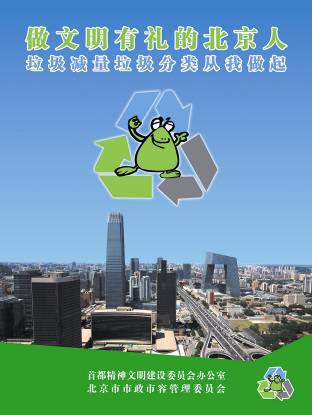 做文明有礼的北京人
垃圾减量垃圾分类从我做起
首都精神文明建设委员会办公室
北京市市政市容管理委员会